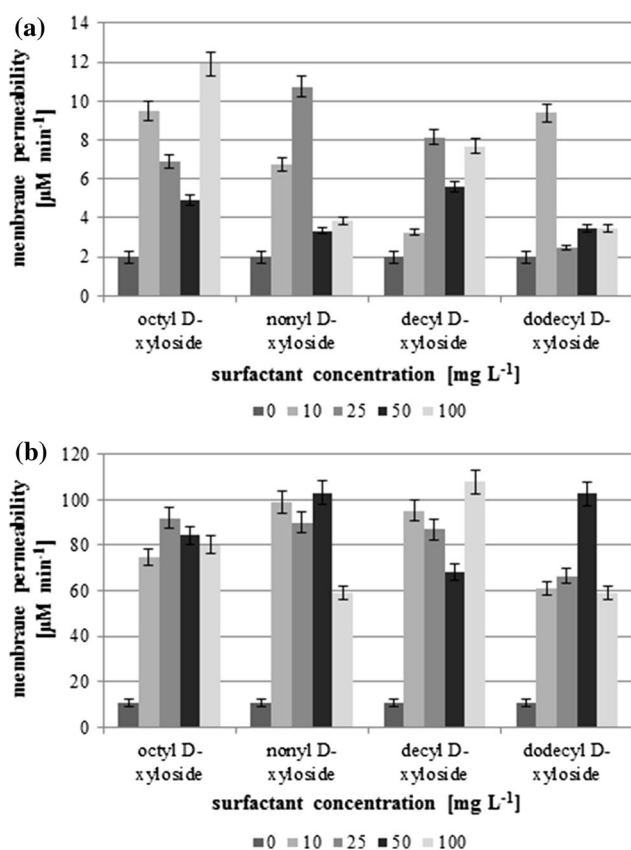 (a)
membrane permeability
[µM min⁻¹]
14
12
10
8
6
4
2
0
octyl D-
xyloside
nonyl D-
xyloside
decyl D-
xyloside
dodecyl D-
xyloside
surfactant concentration [mg L⁻¹]
0 10 25 50 100
(b)
membrane permeability
[µM min⁻¹]
120
100
80
60
40
20
0
octyl D-
xyloside
nonyl D-
xyloside
decyl D-
xyloside
dodecyl D-
xyloside
surfactant concentration [mg L⁻¹]
0 10 25 50 100